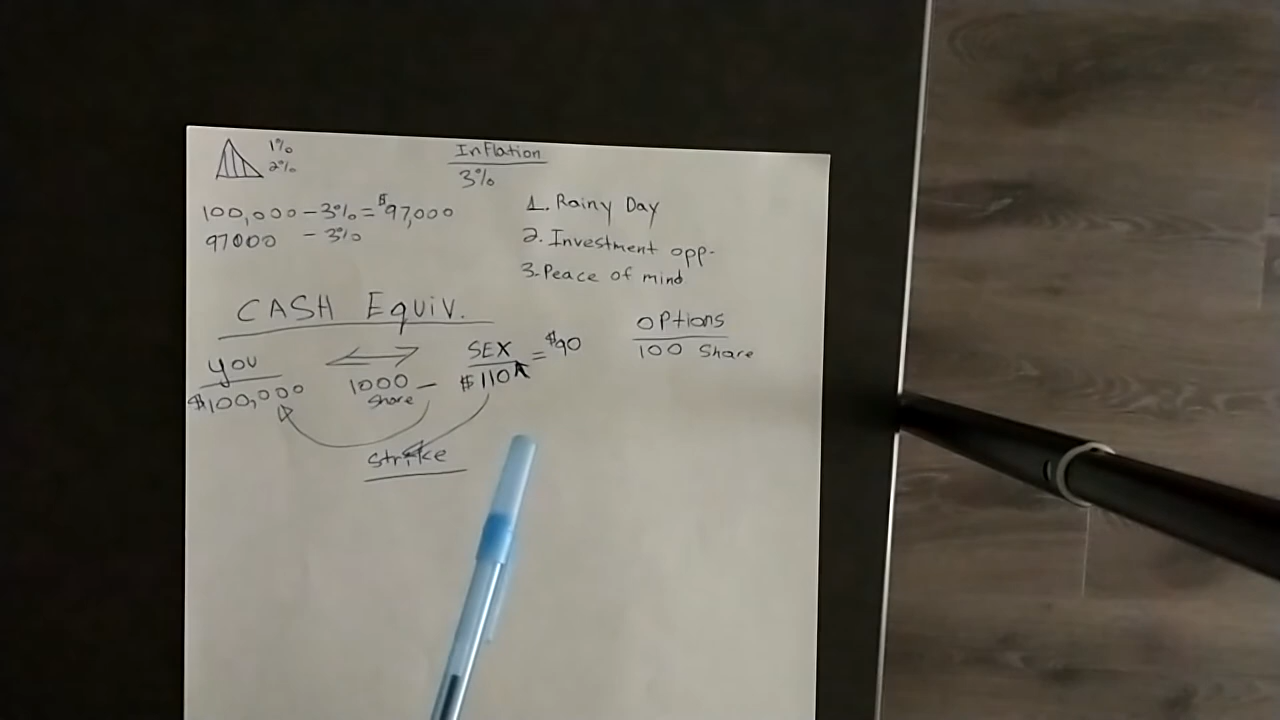 1%
2%
Inflation
3%
100,000 - 3% = $97,000
97000 - 3%
1. Rainy Day
2. Investment opp.
3. Peace of mind
CASH Equiv.
you
$100,000
1000
share
SEX = $90
$110K
strike
options
100 share